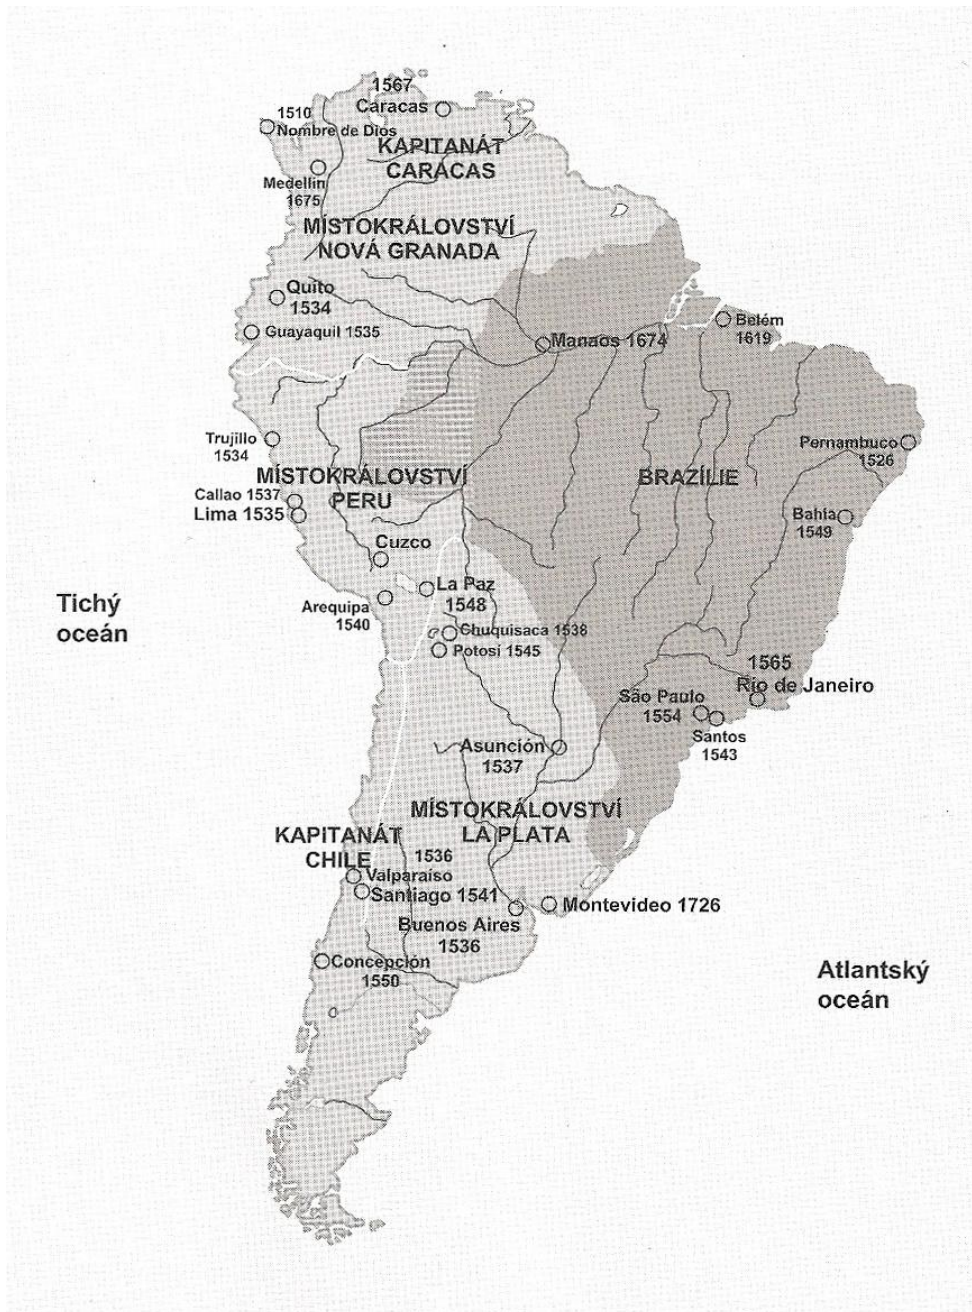 1567
Caracas
1510
Nombre de Dios
KAPITANÁT
CARACAS
Medellín
1675
MÍSTOKRÁLOVSTVÍ
NOVÁ GRANADA
Quito
1534
Guayaquil 1535
Manaos 1674
Belém
1619
Trujillo
1534
Pernambuco
1526
MÍSTOKRÁLOVSTVÍ
PERU
BRAZÍLIE
Callao 1537
Lima 1535
Bahia
1549
Cuzco
La Paz
1548
Arequipa
1540
Tichý
oceán
Chuquisaca 1538
Potosí 1545
1565
Rio de Janeiro
São Paulo
1554
Santos
1543
Asunción
1537
MÍSTOKRÁLOVSTVÍ
LA PLATA
KAPITANÁT
CHILE
1536
Valparaíso
Santiago 1541
Montevideo 1726
Buenos Aires
1536
Concepción
1550
Atlantský
oceán